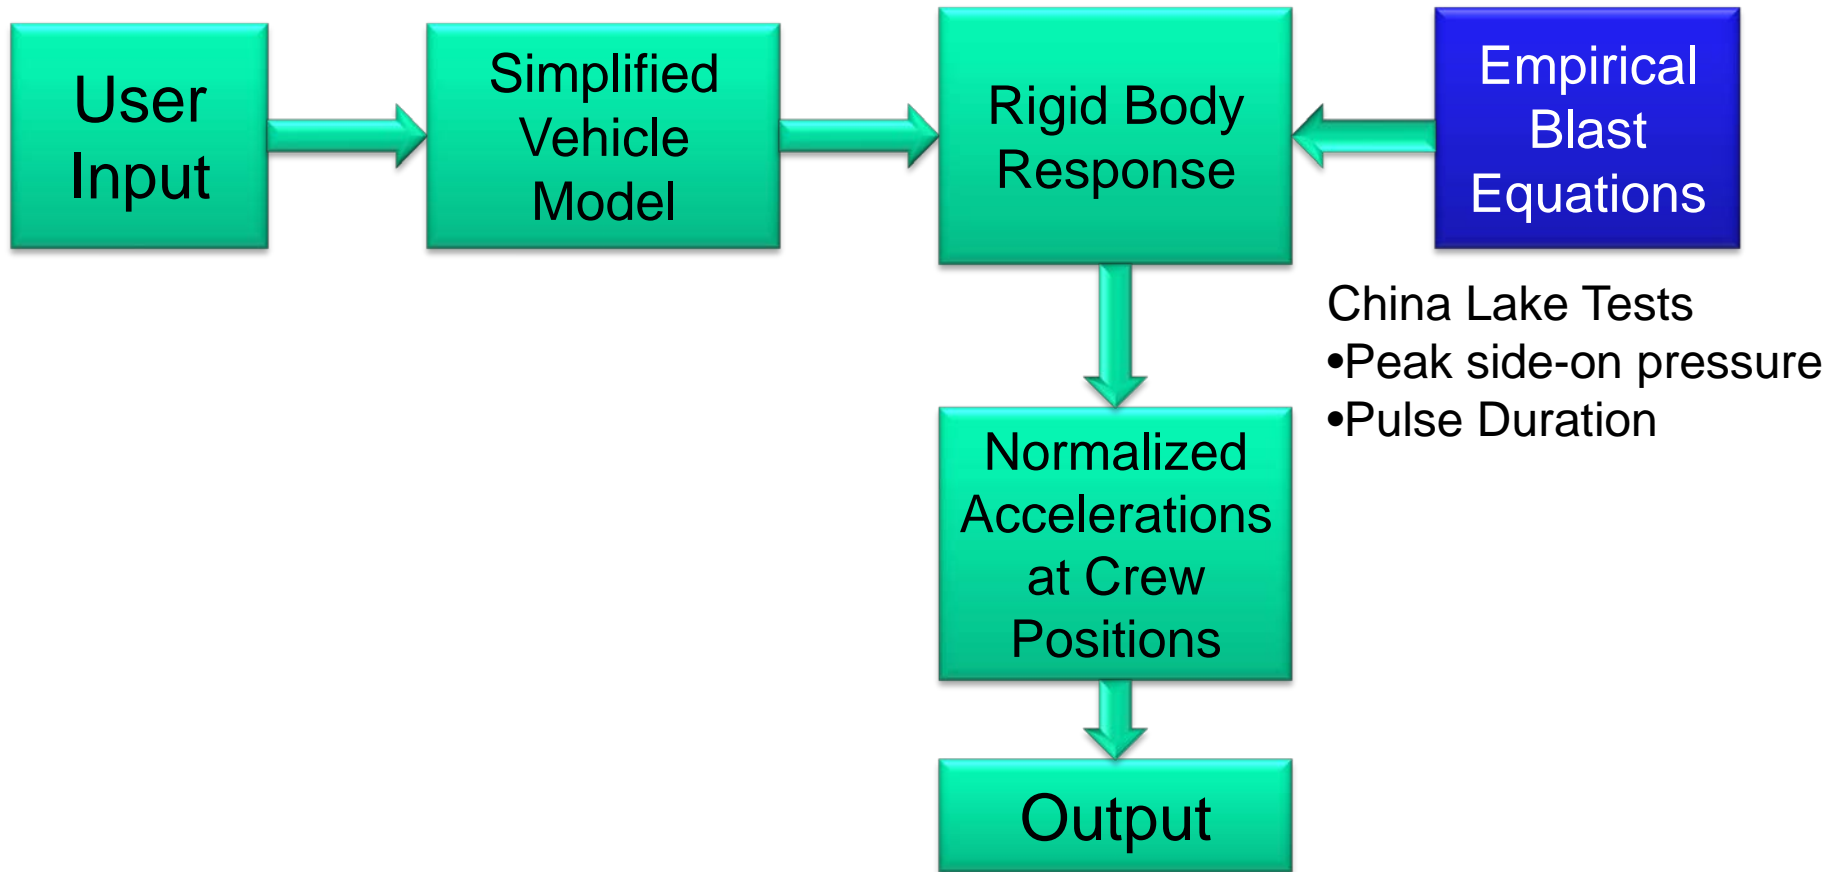 User
Input
Simplified
Vehicle
Model
Rigid Body
Response
Empirical
Blast
Equations
China Lake Tests
•Peak side-on pressure
•Pulse Duration
Normalized
Accelerations
at Crew
Positions
Output